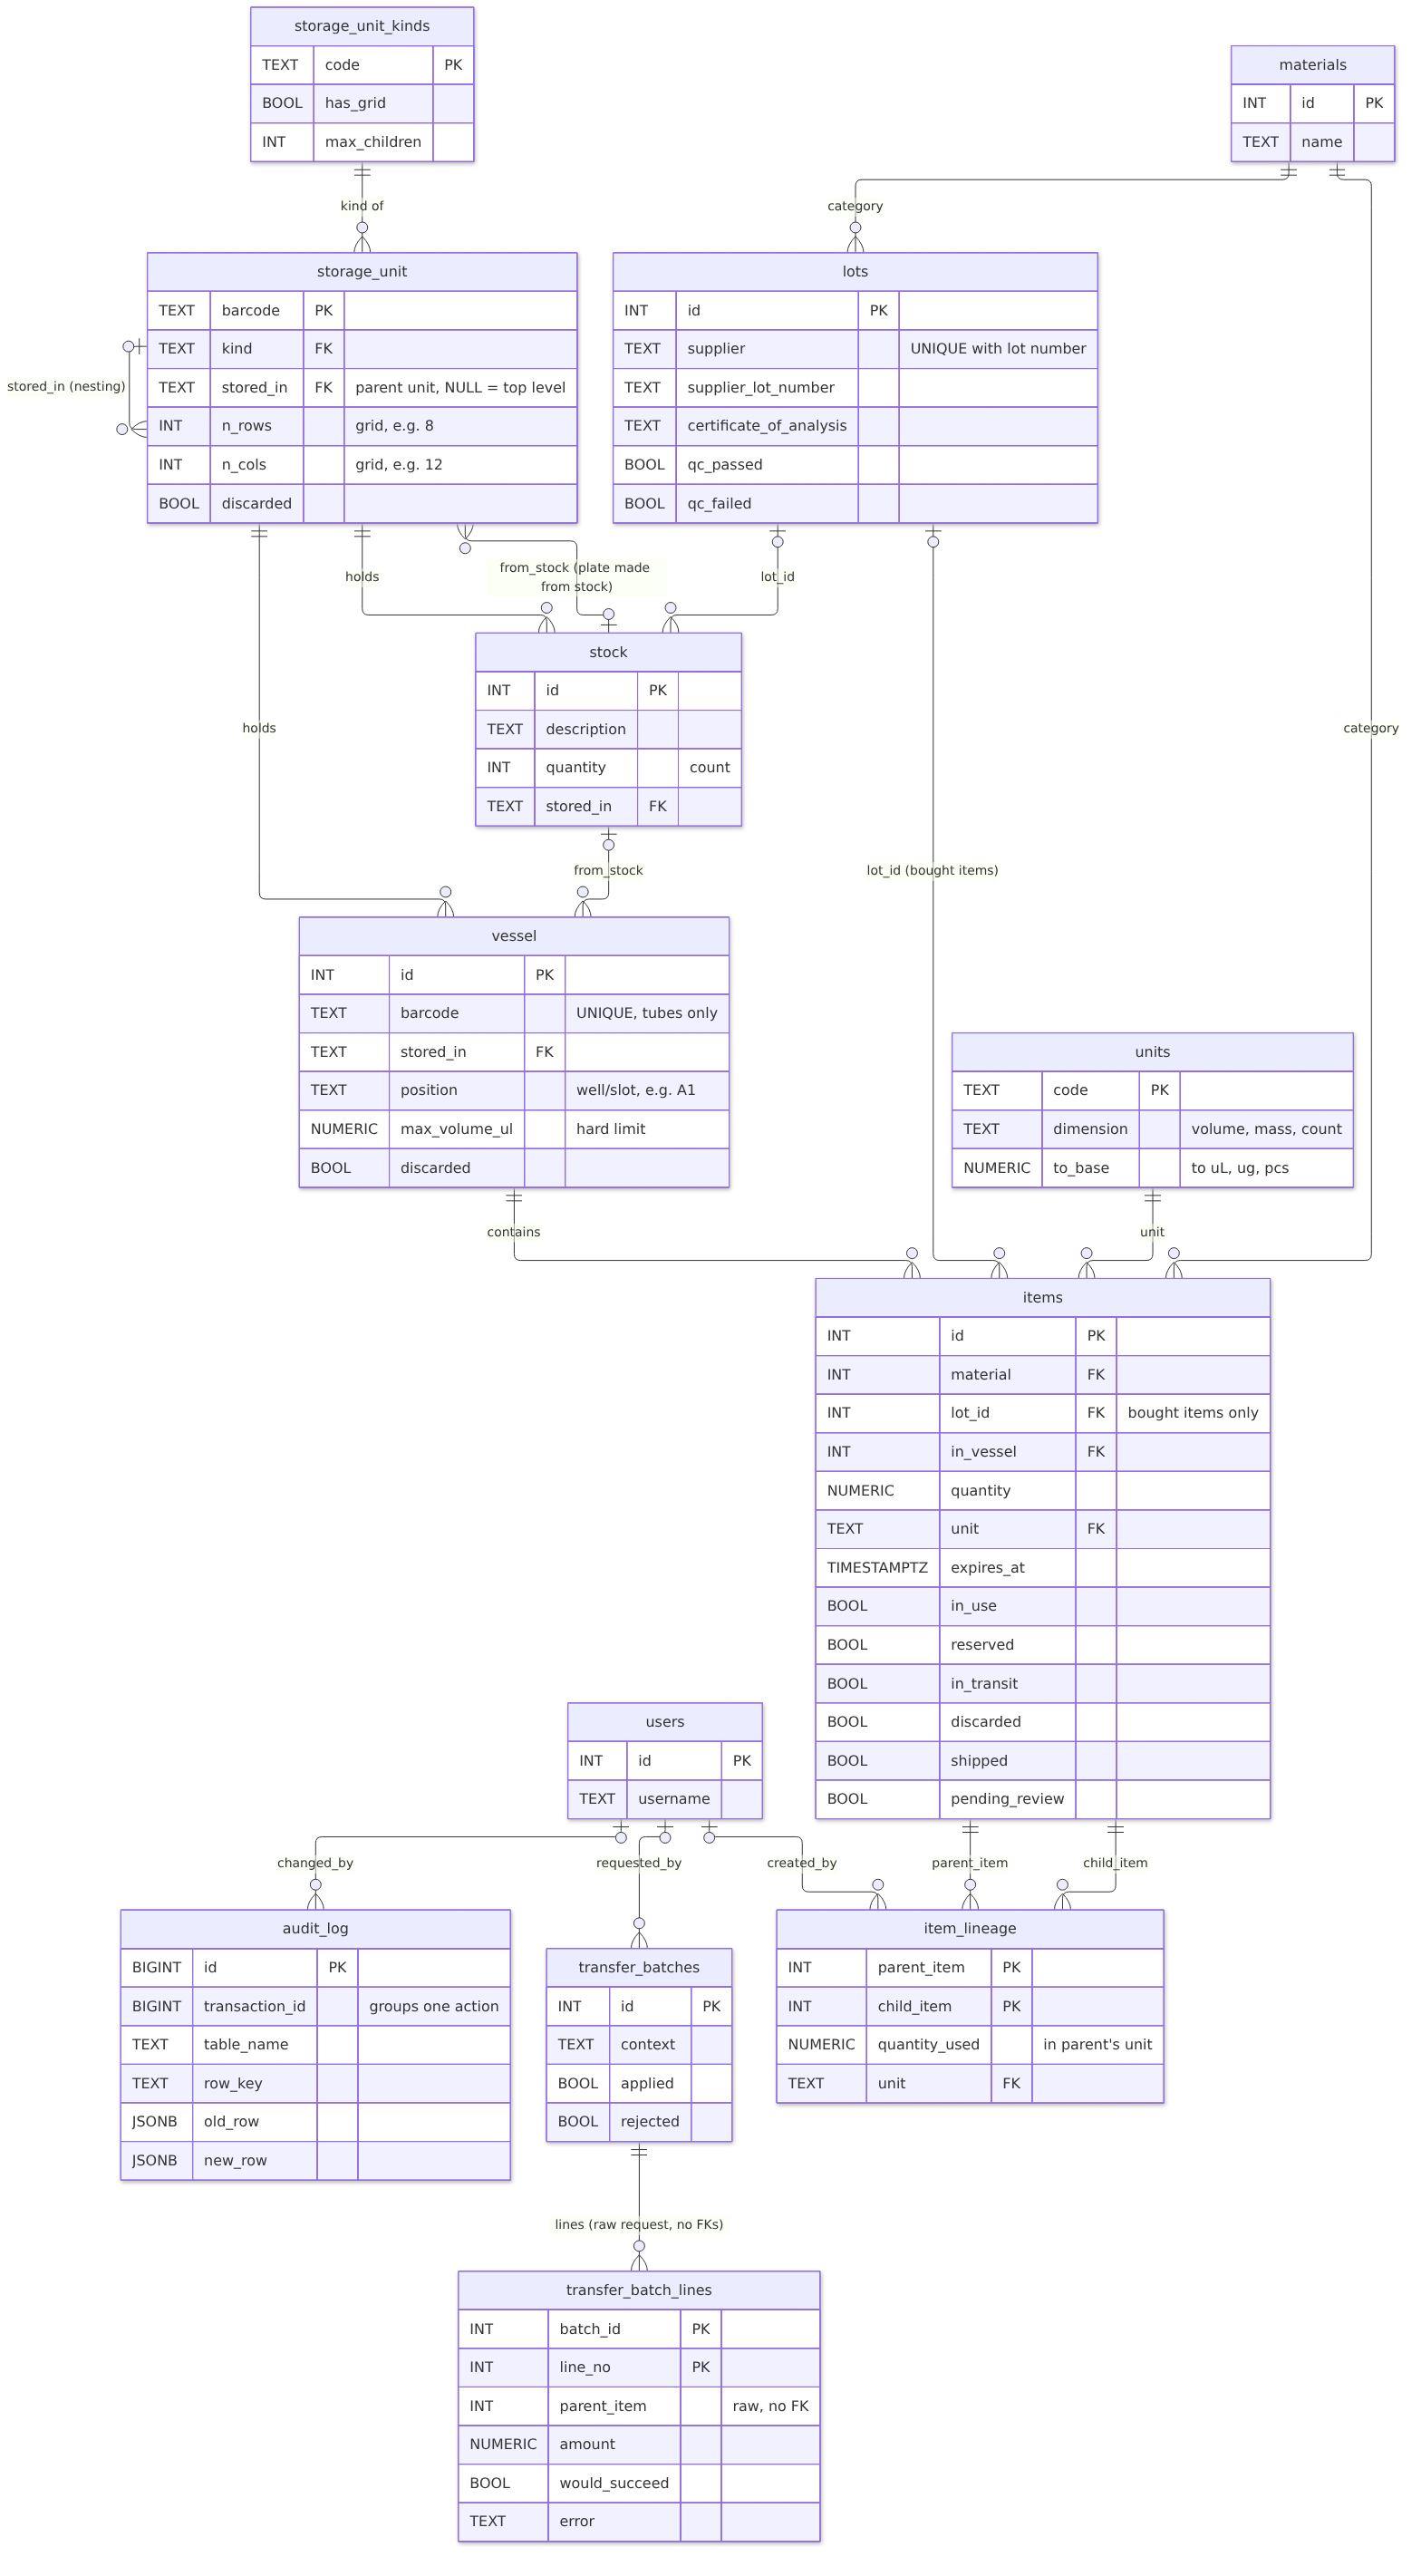 storage_unit_kinds
TEXT code PK
BOOL has_grid
INT max_children
materials
INT id PK
TEXT name
kind of
category
storage_unit
TEXT barcode PK
TEXT kind FK
TEXT stored_in FK parent unit, NULL = top level
INT n_rows grid, e.g. 8
INT n_cols grid, e.g. 12
BOOL discarded
stored_in (nesting)
lots
INT id PK
TEXT supplier UNIQUE with lot number
TEXT supplier_lot_number
TEXT certificate_of_analysis
BOOL qc_passed
BOOL qc_failed
holds
from_stock (plate made
from stock)
lot_id
stock
INT id PK
TEXT description
INT quantity count
TEXT stored_in FK
holds
category
from_stock
lot_id (bought items)
vessel
INT id PK
TEXT barcode UNIQUE, tubes only
TEXT stored_in FK
TEXT position well/slot, e.g. A1
NUMERIC max_volume_ul hard limit
BOOL discarded
units
TEXT code PK
TEXT dimension volume, mass, count
NUMERIC to_base to uL, ug, pcs
contains
unit
items
INT id PK
INT material FK
INT lot_id FK bought items only
INT in_vessel FK
NUMERIC quantity
TEXT unit FK
TIMESTAMPTZ expires_at
BOOL in_use
BOOL reserved
BOOL in_transit
BOOL discarded
BOOL shipped
BOOL pending_review
users
INT id PK
TEXT username
changed_by
requested_by
created_by
parent_item
child_item
audit_log
BIGINT id PK
BIGINT transaction_id groups one action
TEXT table_name
TEXT row_key
JSONB old_row
JSONB new_row
transfer_batches
INT id PK
TEXT context
BOOL applied
BOOL rejected
item_lineage
INT parent_item PK
INT child_item PK
NUMERIC quantity_used in parent's unit
TEXT unit FK
lines (raw request, no FKs)
transfer_batch_lines
INT batch_id PK
INT line_no PK
INT parent_item raw, no FK
NUMERIC amount
BOOL would_succeed
TEXT error